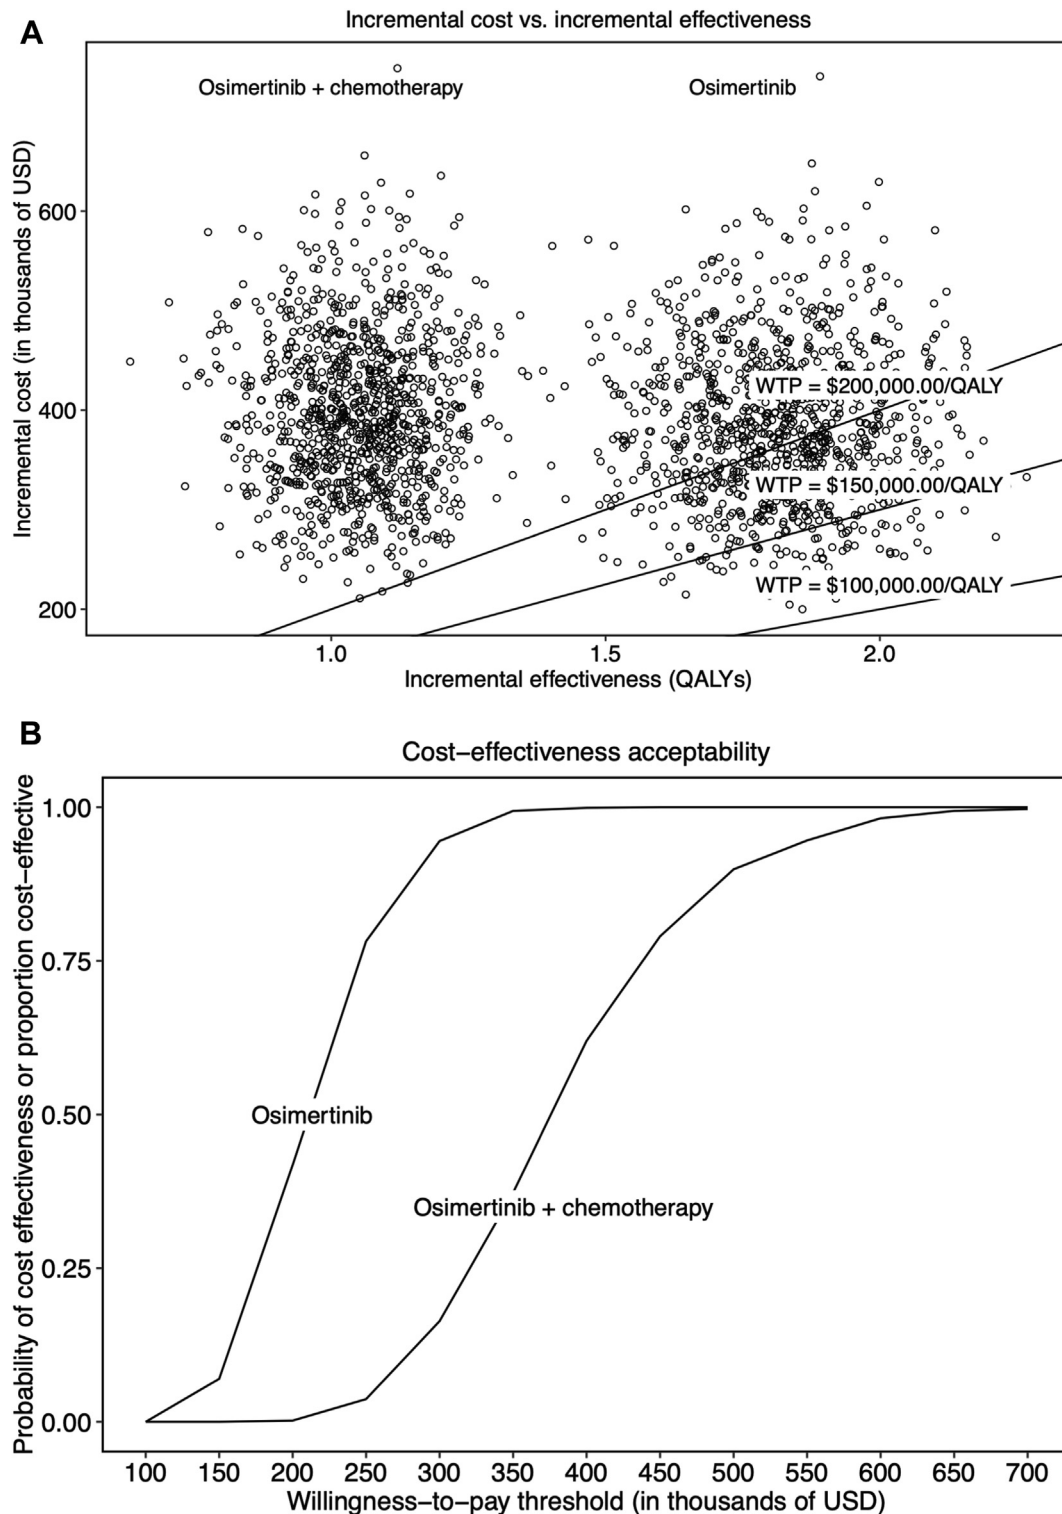 A
Incremental cost vs. incremental effectiveness
Osimertinib + chemotherapy
Osimertinib
Incremental cost (in thousands of USD)
600
400
200
WTP = $200,000.00/QALY
WTP = $150,000.00/QALY
WTP = $100,000.00/QALY
1.0 1.5 2.0
Incremental effectiveness (QALYs)
B
Cost−effectiveness acceptability
Probability of cost effectiveness or proportion cost−effective
1.00
0.75
0.50
0.25
0.00
Osimertinib
Osimertinib + chemotherapy
100 150 200 250 300 350 400 450 500 550 600 650 700
Willingness−to−pay threshold (in thousands of USD)